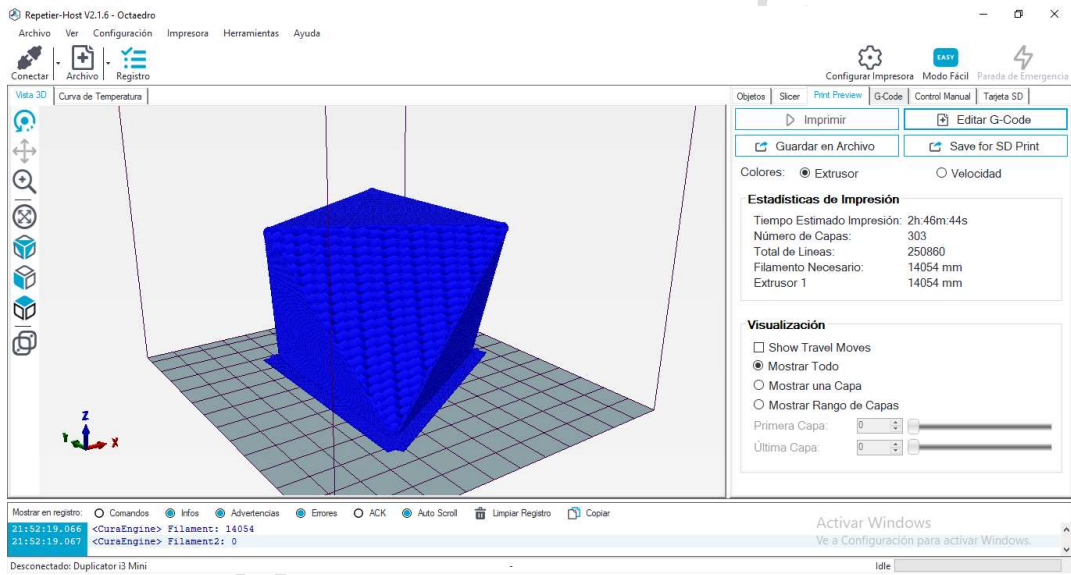 Repetier-Host V2.1.6 - Octaedro
Archivo Ver Configuración Impresora Herramientas Ayuda
EASY
Conectar Archivo Registro Configurar Impresora Modo Fácil Parada de Emergencia
Vista 3D Curva de Temperatura
Objetos Slicer Print Preview G-Code Control Manual Tarjeta SD
Imprimir Editar G-Code
Guardar en Archivo Save for SD Print
Colores: Extrusor Velocidad
Estadísticas de Impresión
Tiempo Estimado Impresión: 2h:46m:44s
Número de Capas: 303
Total de Lineas: 250860
Filamento Necesario: 14054 mm
Extrusor 1 14054 mm
Visualización
Show Travel Moves
Mostrar Todo
Mostrar una Capa
Mostrar Rango de Capas
Primera Capa: 0
Última Capa: 0
Z
Y X
Mostrar en registro: Comandos Infos Advertencias Errores ACK Auto Scroll Limpiar Registro Copiar
21:52:19.066 <CuraEngine> Filament: 14054
21:52:19.067 <CuraEngine> Filament2: 0
Activar Windows
Ve a Configuración para activar Windows.
Desconectado: Duplicator i3 Mini - Idle